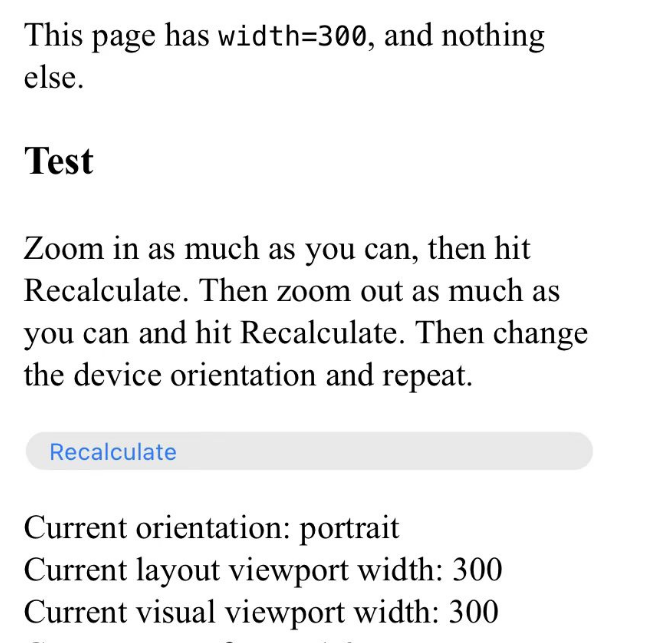 This page has width=300, and nothing
else.
Test
Zoom in as much as you can, then hit
Recalculate. Then zoom out as much as
you can and hit Recalculate. Then change
the device orientation and repeat.
Recalculate
Current orientation: portrait
Current layout viewport width: 300
Current visual viewport width: 300